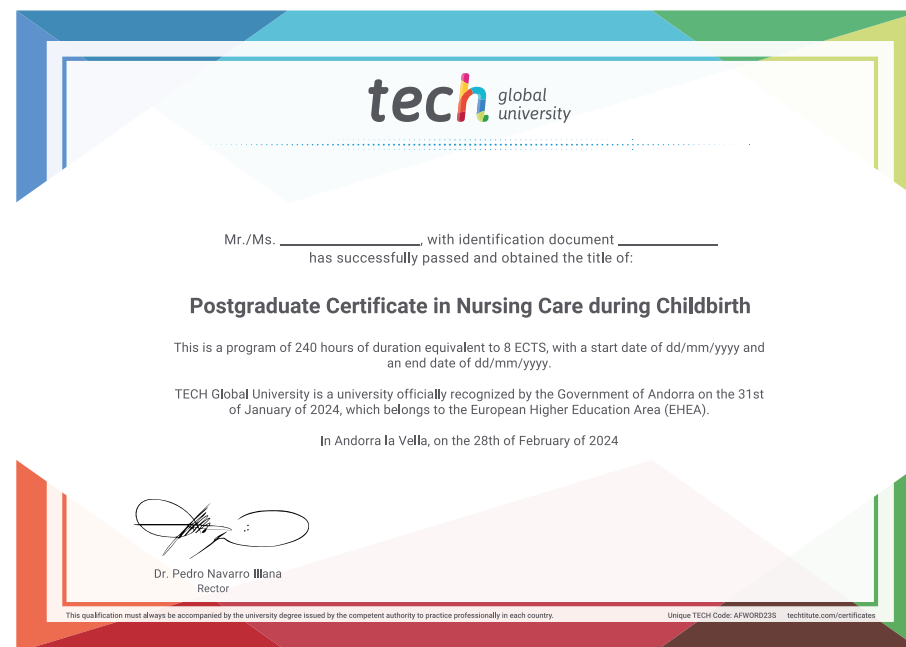 tech global
university
Mr./Ms. ____________________, with identification document ______________
has successfully passed and obtained the title of:
Postgraduate Certificate in Nursing Care during Childbirth
This is a program of 240 hours of duration equivalent to 8 ECTS, with a start date of dd/mm/yyyy and
an end date of dd/mm/yyyy.
TECH Global University is a university officially recognized by the Government of Andorra on the 31st
of January of 2024, which belongs to the European Higher Education Area (EHEA).
In Andorra la Vella, on the 28th of February of 2024
Dr. Pedro Navarro Illana
Rector
This qualification must always be accompanied by the university degree issued by the competent authority to practice professionally in each country.
Unique TECH Code: AFWORD23S techtitute.com/certificates